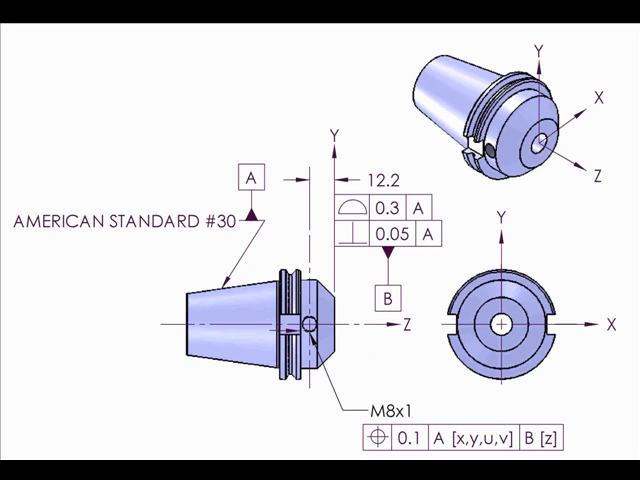 Y
X
Z
Y
A
12.2
0.3 A
AMERICAN STANDARD #30
0.05 A
Y
B
Z
X
M8x1
0.1 A [x,y,u,v] B [z]